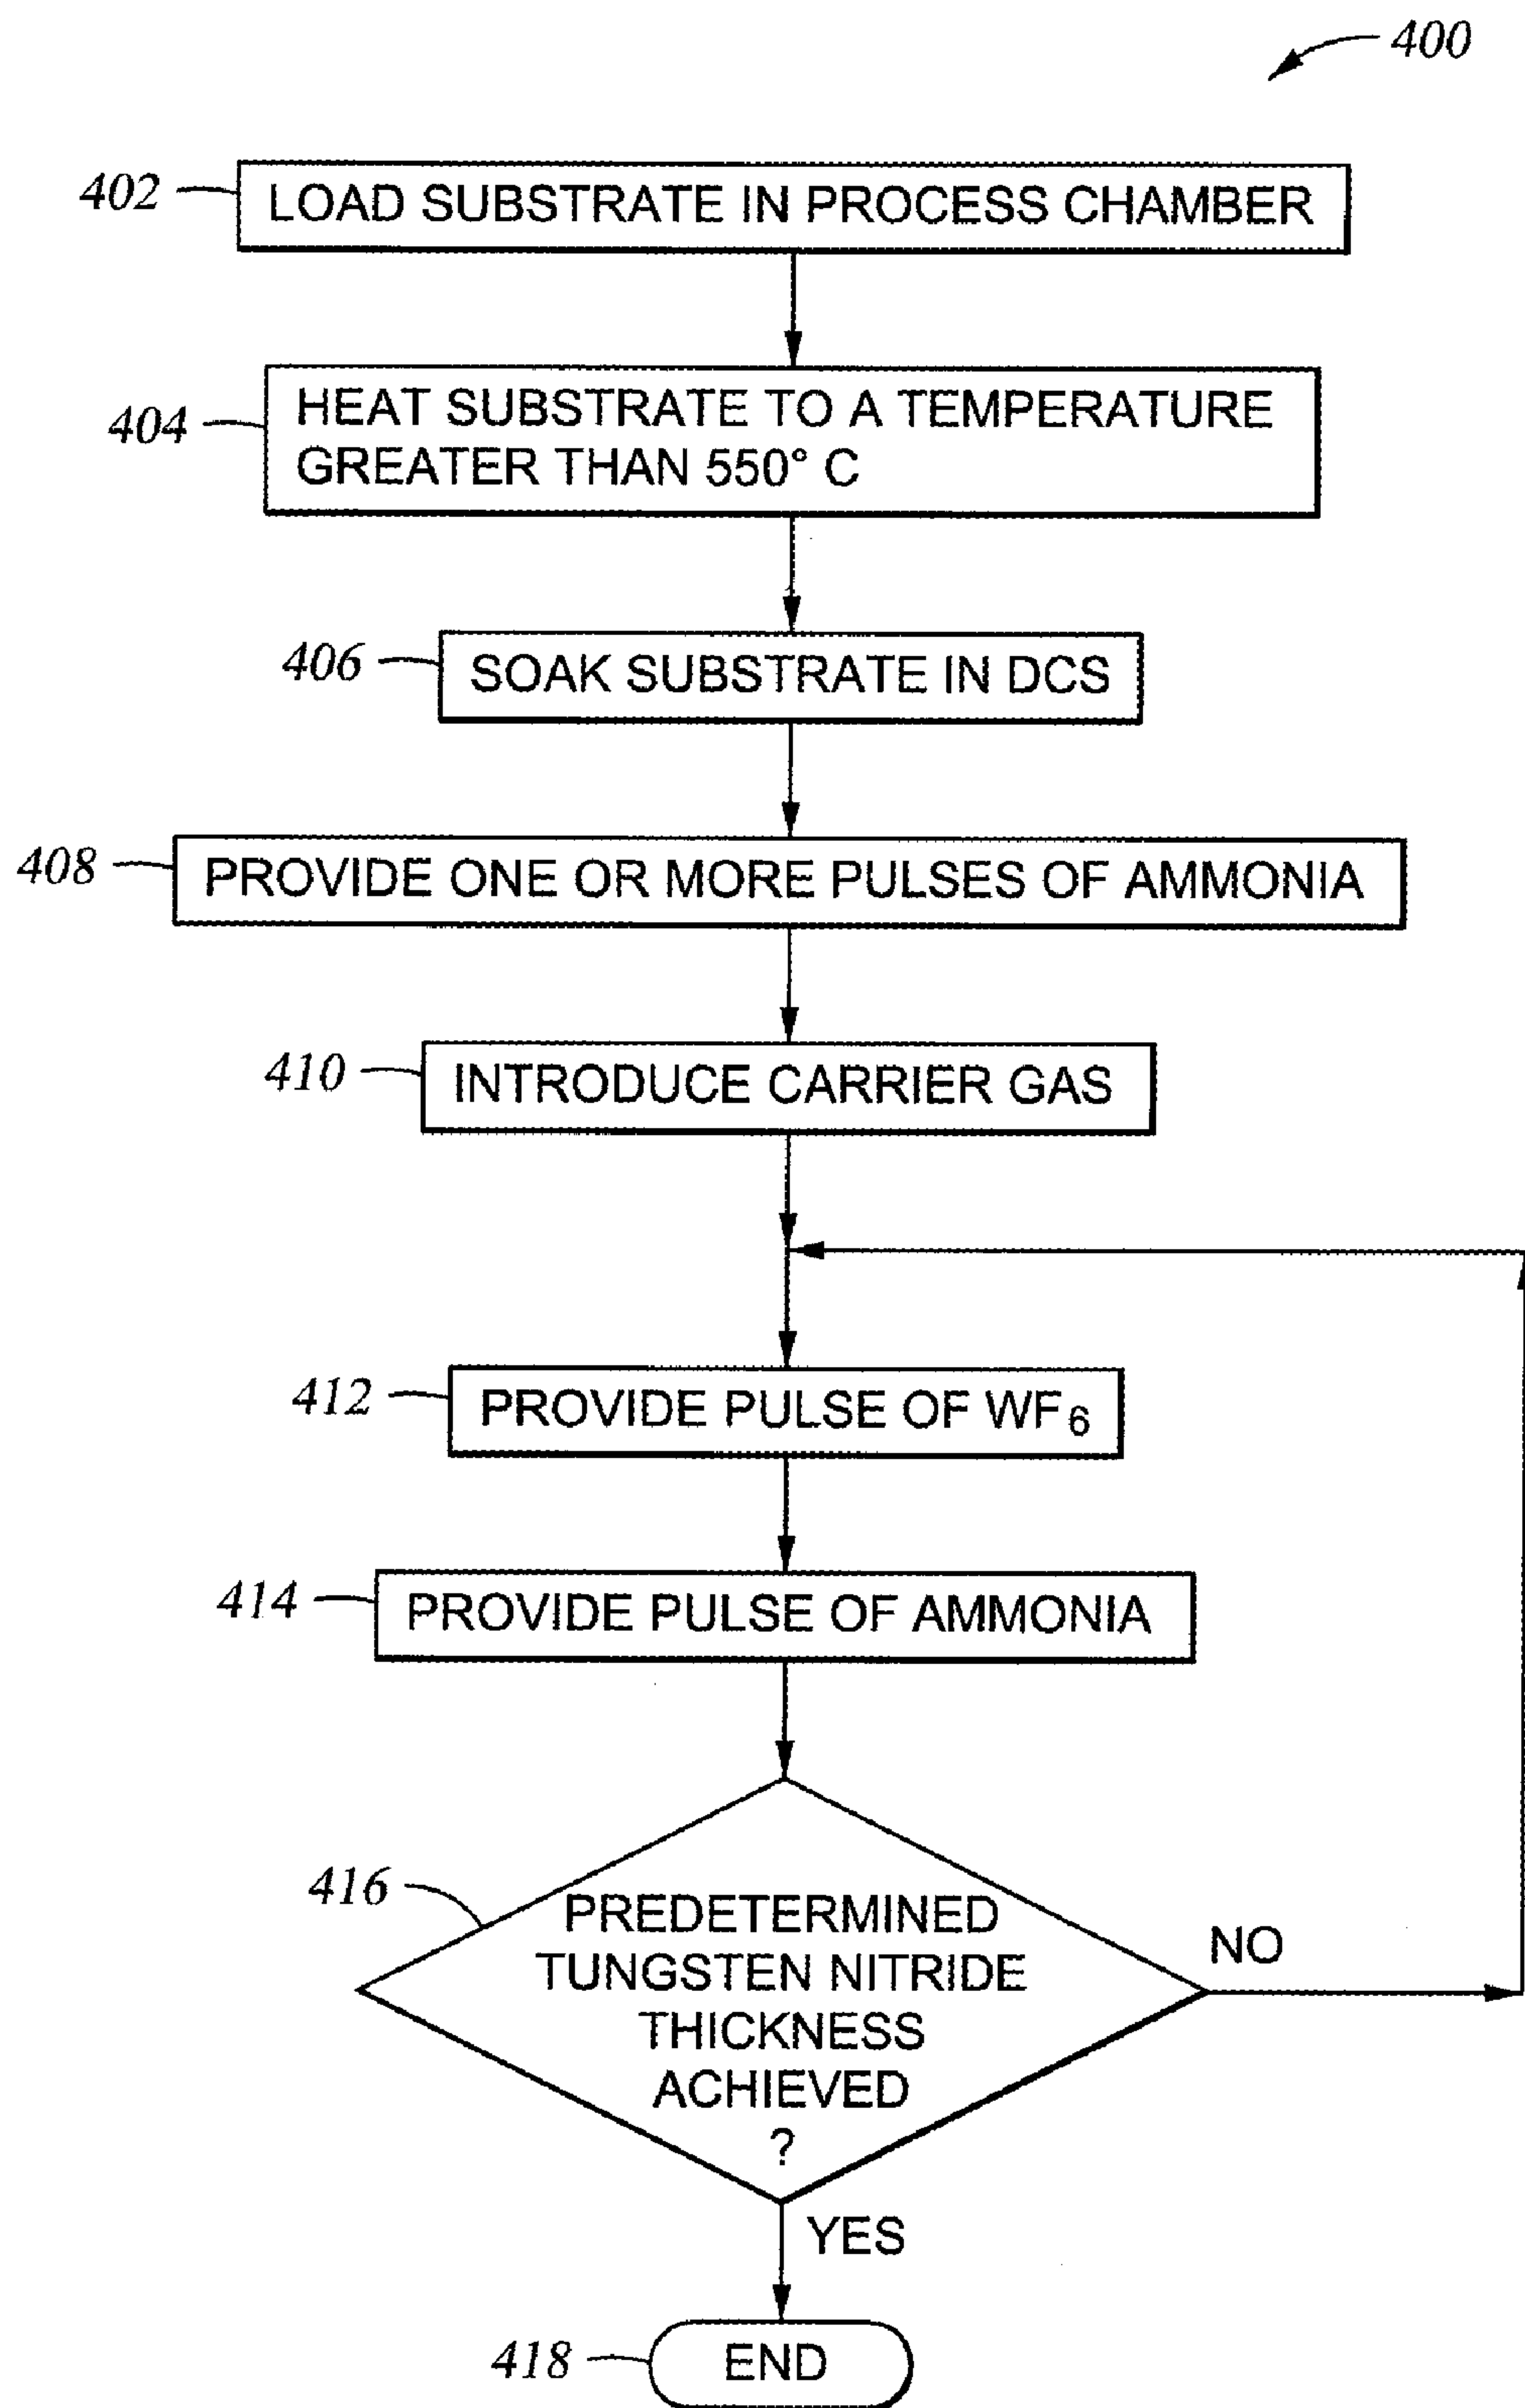 400
402
LOAD SUBSTRATE IN PROCESS CHAMBER
404
HEAT SUBSTRATE TO A TEMPERATURE
GREATER THAN 550° C
406
SOAK SUBSTRATE IN DCS
408
PROVIDE ONE OR MORE PULSES OF AMMONIA
410
INTRODUCE CARRIER GAS
412
PROVIDE PULSE OF WF₆
414
PROVIDE PULSE OF AMMONIA
416
PREDETERMINED
TUNGSTEN NITRIDE
THICKNESS
ACHIEVED
?
NO
YES
418
END